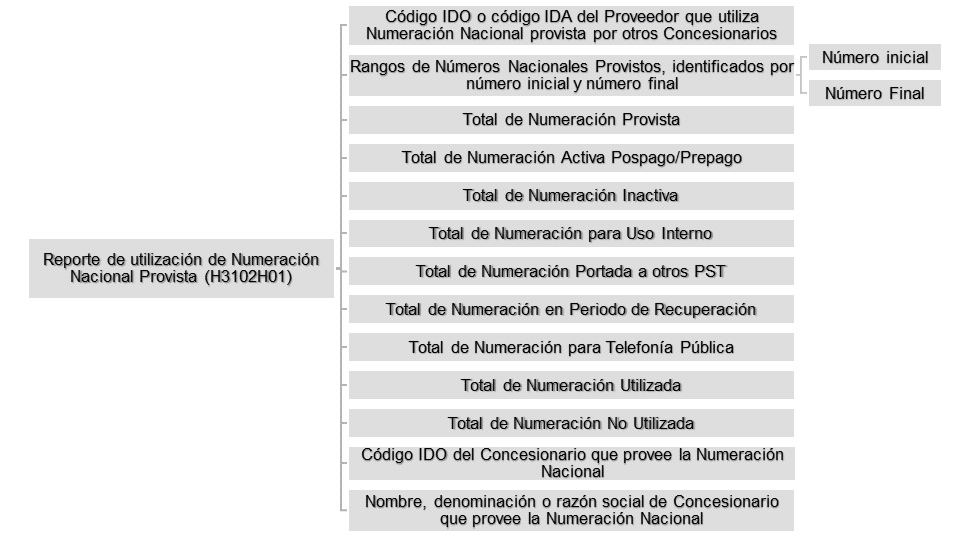 Reporte de utilización de Numeración
Nacional Provista (H3102H01)
Código IDO o código IDA del Proveedor que utiliza
Numeración Nacional provista por otros Concesionarios
Rangos de Números Nacionales Provistos, identificados por
número inicial y número final
Número inicial
Número Final
Total de Numeración Provista
Total de Numeración Activa Pospago/Prepago
Total de Numeración Inactiva
Total de Numeración para Uso Interno
Total de Numeración Portada a otros PST
Total de Numeración en Periodo de Recuperación
Total de Numeración para Telefonía Pública
Total de Numeración Utilizada
Total de Numeración No Utilizada
Código IDO del Concesionario que provee la Numeración
Nacional
Nombre, denominación o razón social de Concesionario
que provee la Numeración Nacional